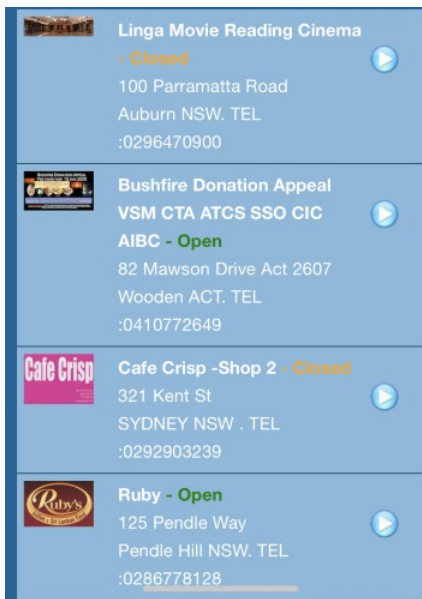 Linga Movie Reading Cinema
- Closed
100 Parramatta Road
Auburn NSW. TEL
:0296470900
Bushfire Donation Appeal
VSM CTA ATCS SSO CIC
AIBC - Open
82 Mawson Drive Act 2607
Wooden ACT. TEL
:0410772649
Cafe Crisp
Cafe Crisp -Shop 2 - Closed
321 Kent St
SYDNEY NSW . TEL
:0292903239
Ruby's
Ruby - Open
125 Pendle Way
Pendle Hill NSW. TEL
:0286778128